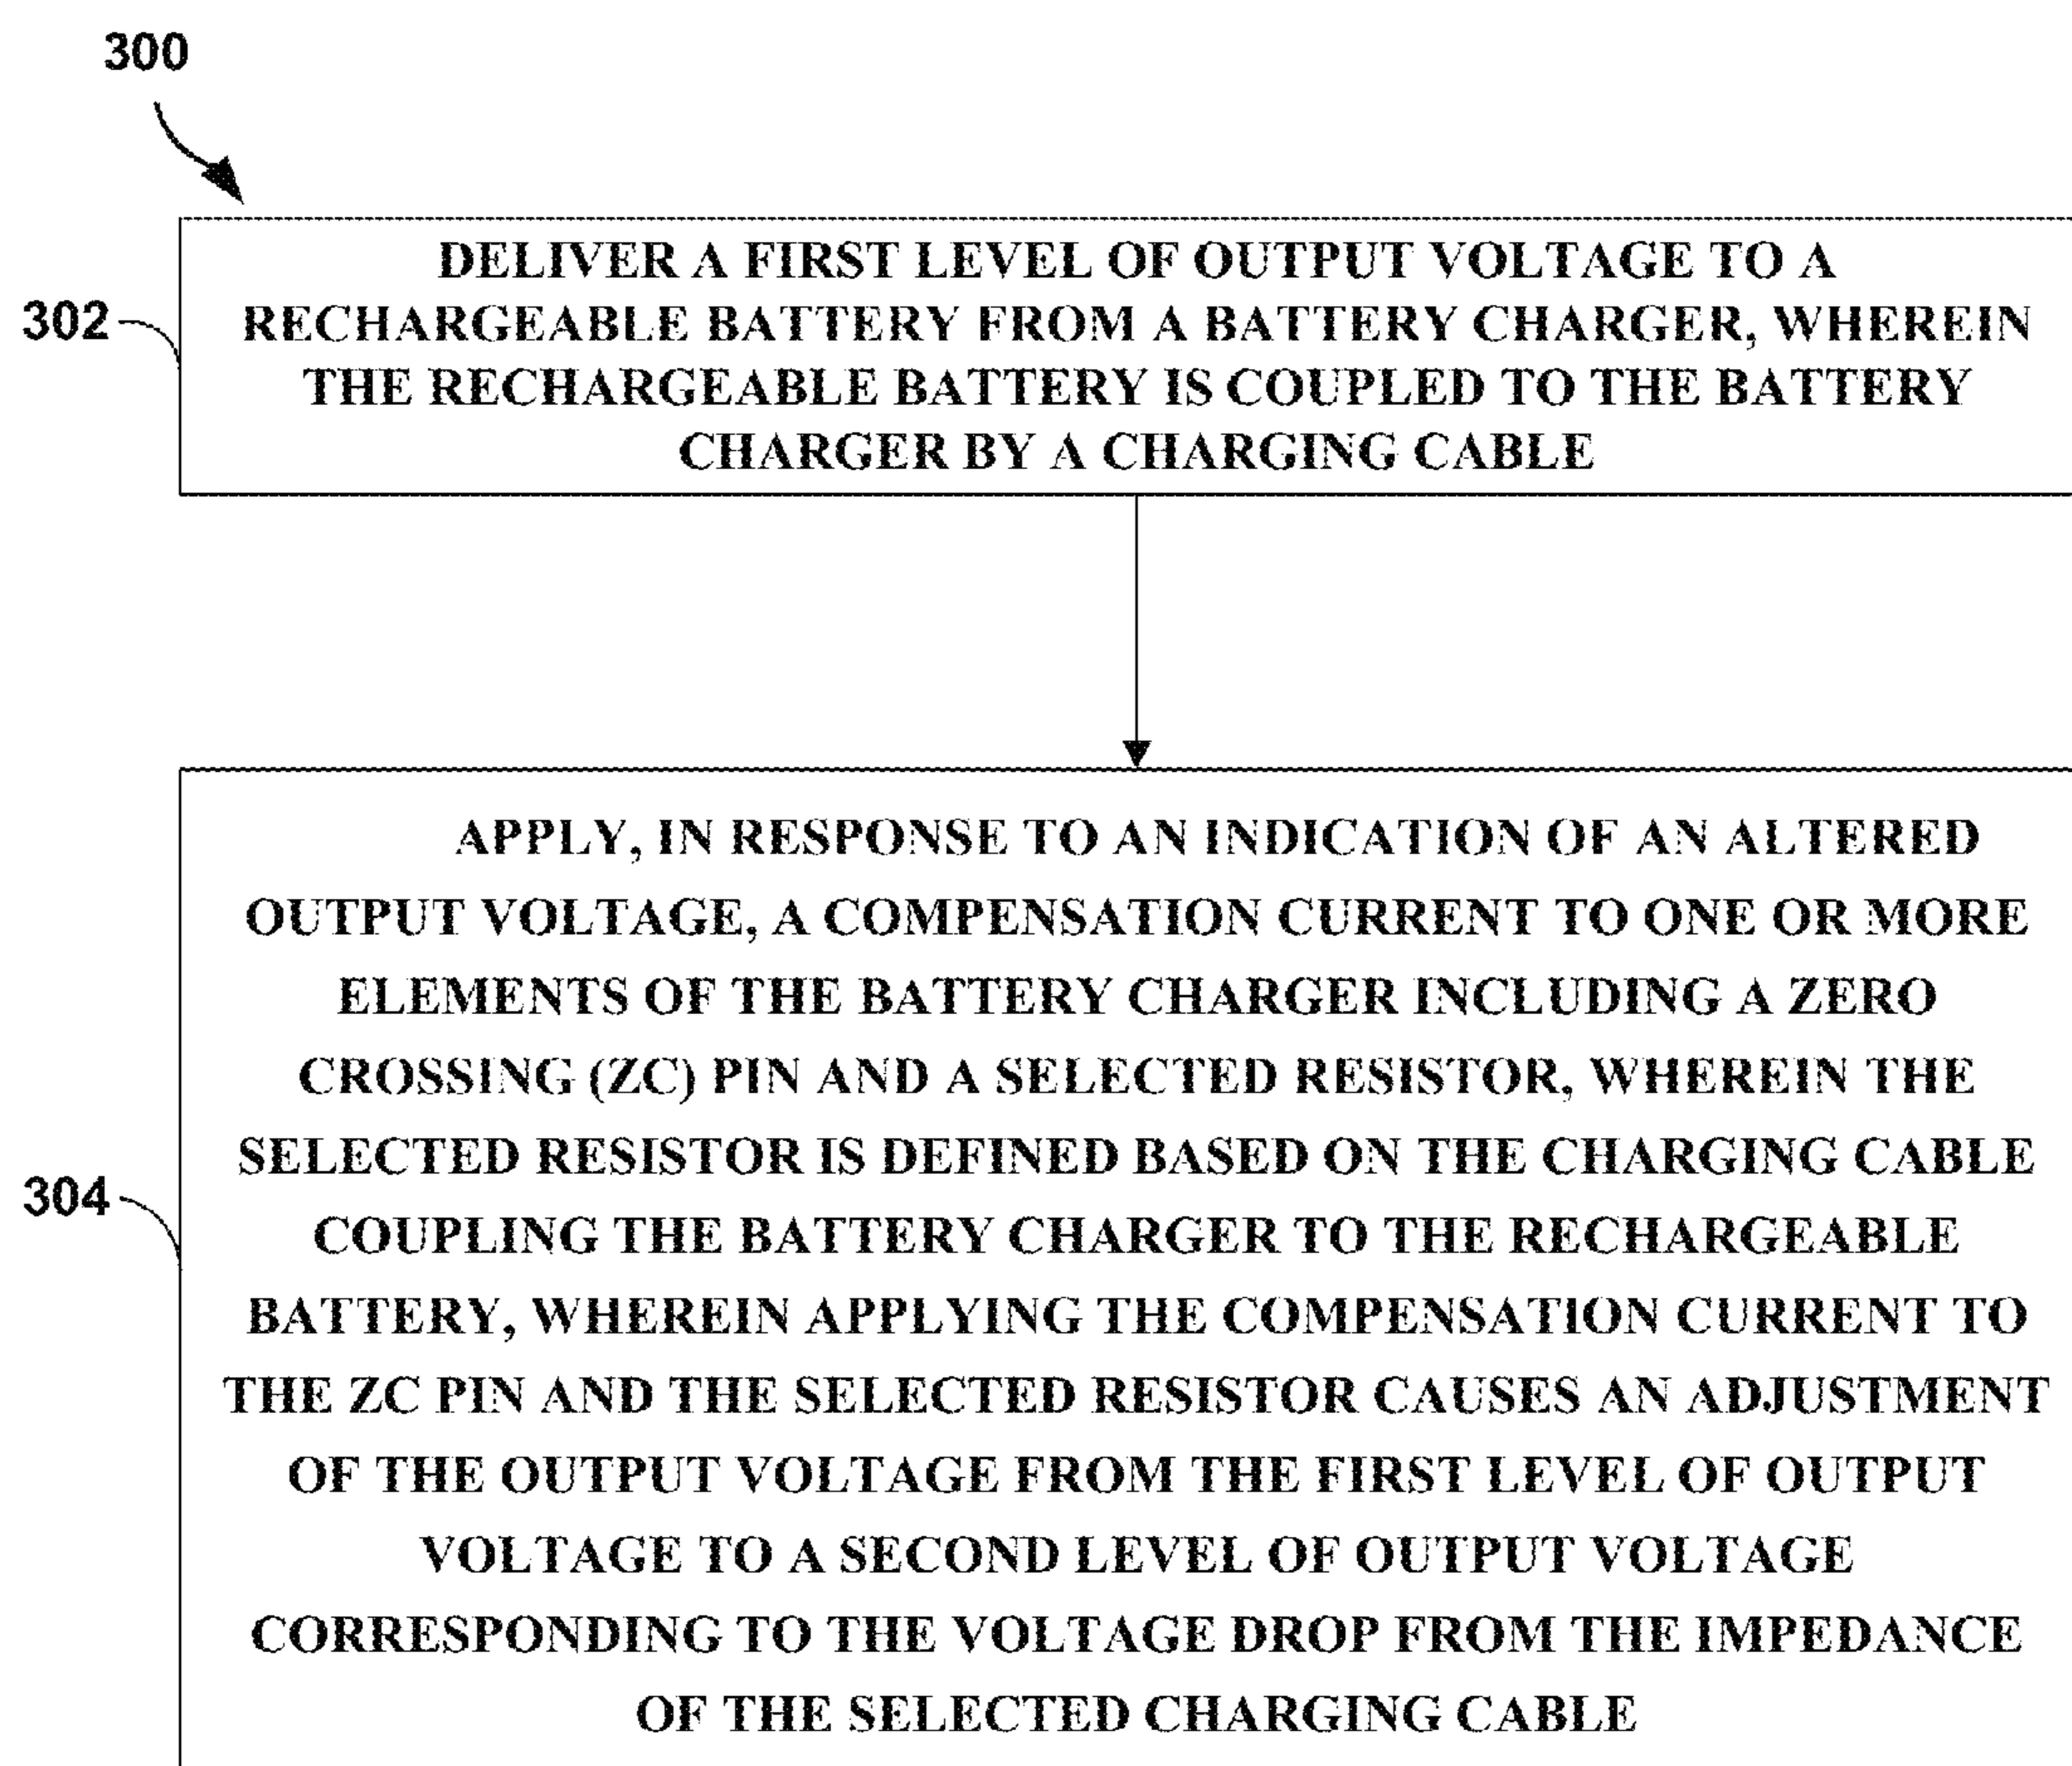 300
302
DELIVER A FIRST LEVEL OF OUTPUT VOLTAGE TO A
RECHARGEABLE BATTERY FROM A BATTERY CHARGER, WHEREIN
THE RECHARGEABLE BATTERY IS COUPLED TO THE BATTERY
CHARGER BY A CHARGING CABLE
304
APPLY, IN RESPONSE TO AN INDICATION OF AN ALTERED
OUTPUT VOLTAGE, A COMPENSATION CURRENT TO ONE OR MORE
ELEMENTS OF THE BATTERY CHARGER INCLUDING A ZERO
CROSSING (ZC) PIN AND A SELECTED RESISTOR, WHEREIN THE
SELECTED RESISTOR IS DEFINED BASED ON THE CHARGING CABLE
COUPLING THE BATTERY CHARGER TO THE RECHARGEABLE
BATTERY, WHEREIN APPLYING THE COMPENSATION CURRENT TO
THE ZC PIN AND THE SELECTED RESISTOR CAUSES AN ADJUSTMENT
OF THE OUTPUT VOLTAGE FROM THE FIRST LEVEL OF OUTPUT
VOLTAGE TO A SECOND LEVEL OF OUTPUT VOLTAGE
CORRESPONDING TO THE VOLTAGE DROP FROM THE IMPEDANCE
OF THE SELECTED CHARGING CABLE